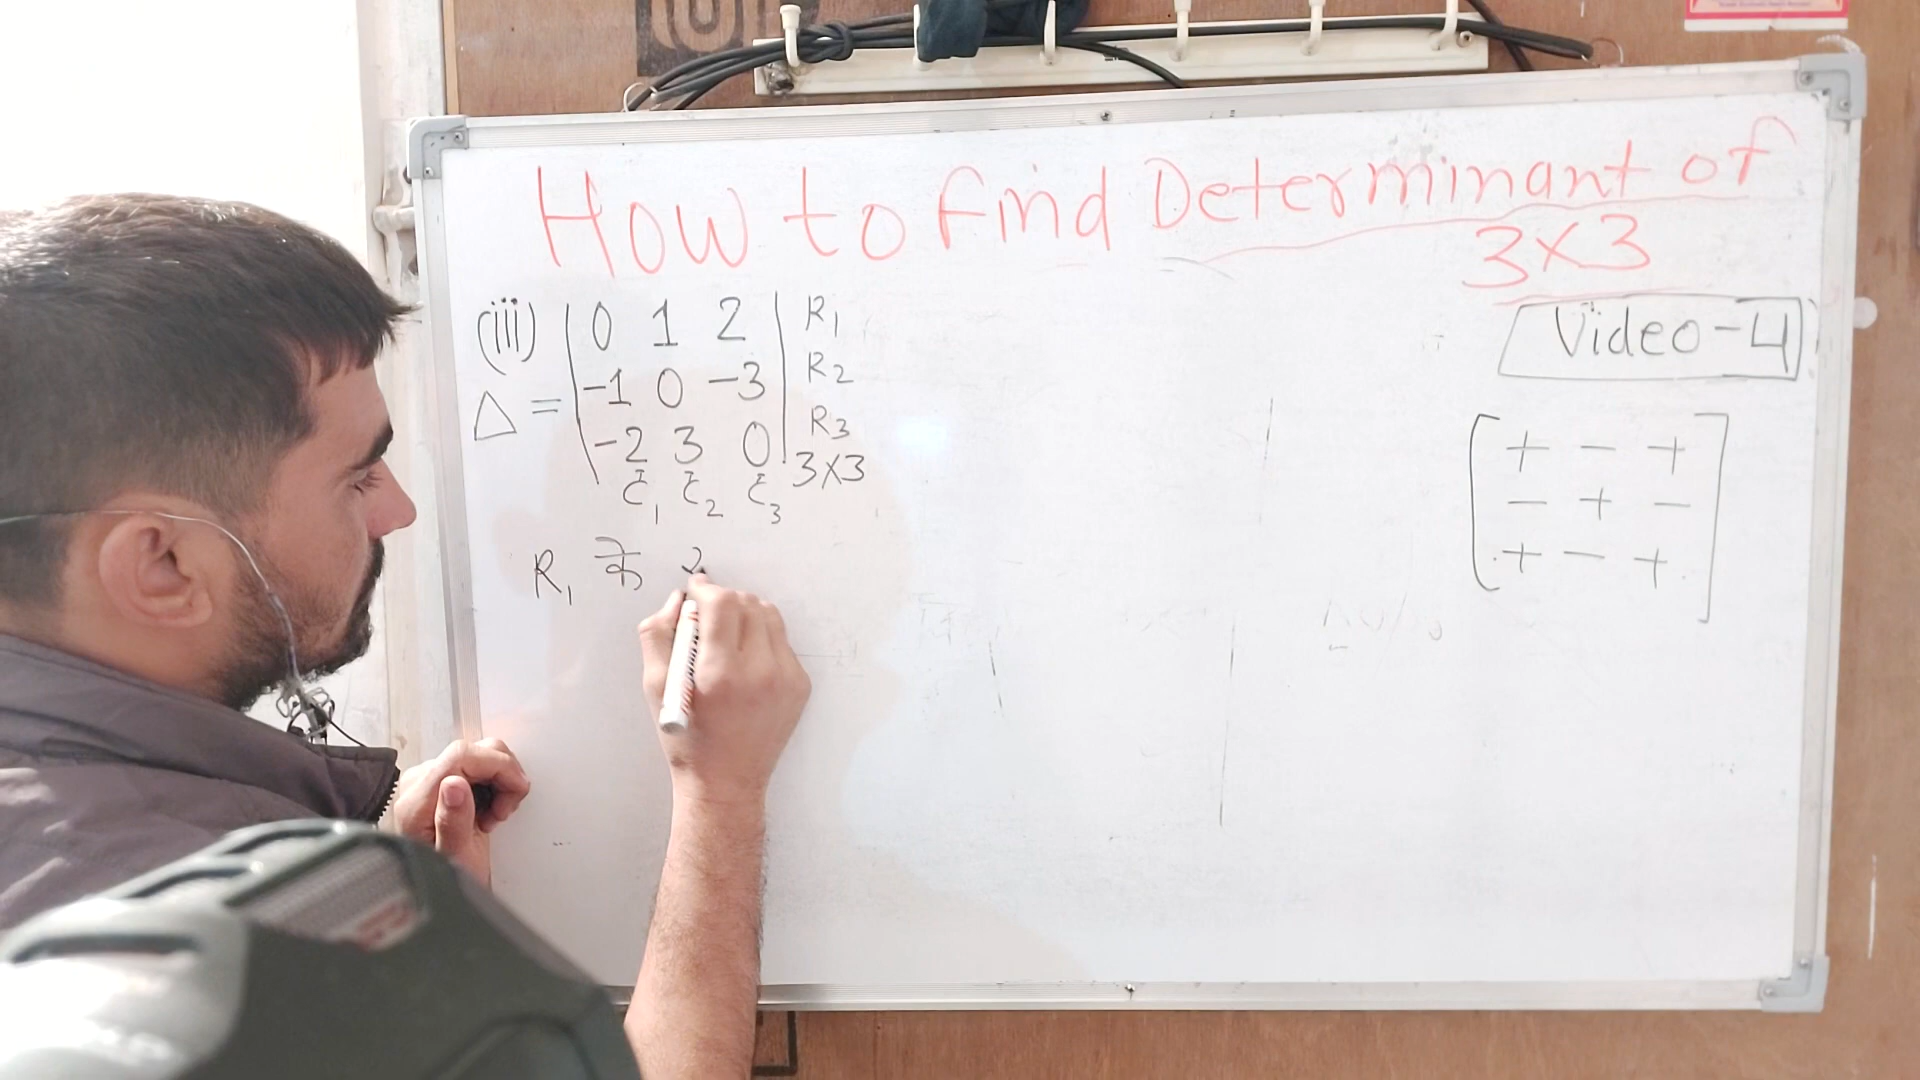 How to find Determinant of
3×3
Video-4
(iii) | 0 1 2 | R1
Δ = | -1 0 -3 | R2
| -2 3 0 | R3
3×3
C1 C2 C3
[ + - +
- + -
+ - + ]
R1 के